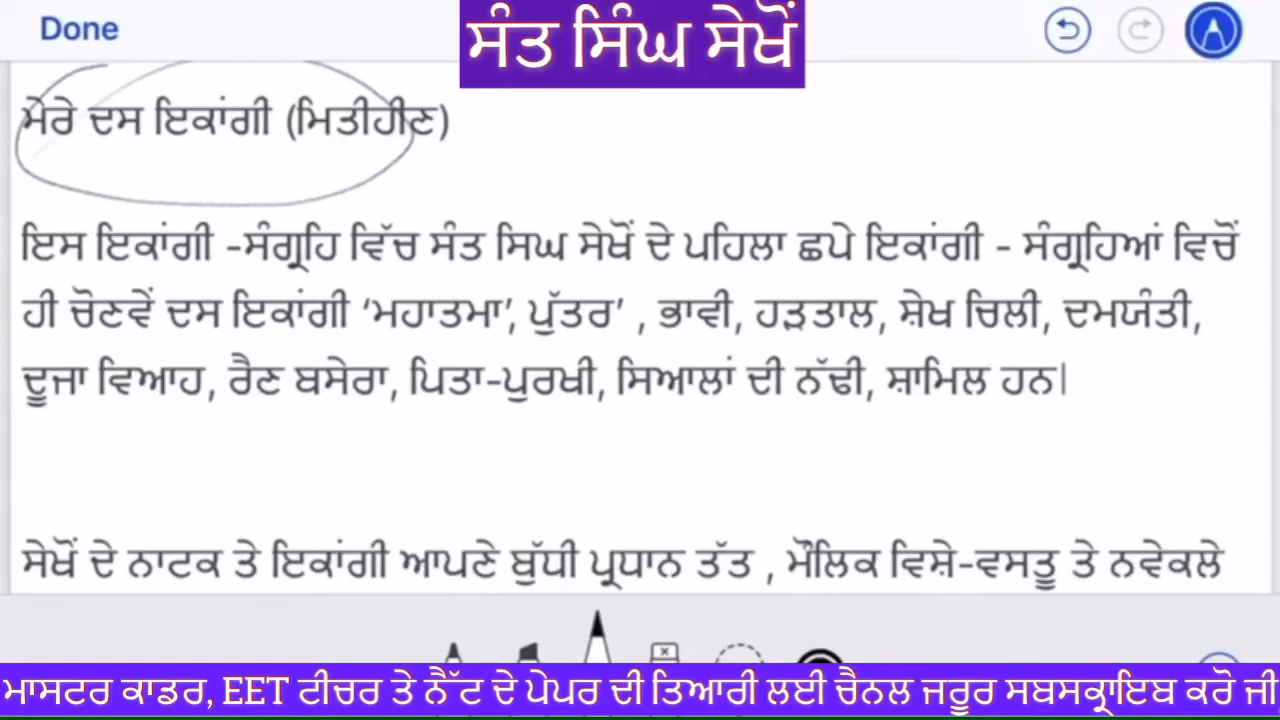 Done
ਸੰਤ ਸਿੰਘ ਸੇਖੋਂ
ਮੇਰੇ ਦਸ ਇਕਾਂਗੀ (ਮਿਤੀਹੀਣ)
ਇਸ ਇਕਾਂਗੀ -ਸੰਗ੍ਰਹਿ ਵਿੱਚ ਸੰਤ ਸਿਘ ਸੇਖੋਂ ਦੇ ਪਹਿਲਾ ਛਪੇ ਇਕਾਂਗੀ - ਸੰਗ੍ਰਹਿਆਂ ਵਿਚੋਂ
ਹੀ ਚੋਣਵੇਂ ਦਸ ਇਕਾਂਗੀ ‘ਮਹਾਤਮਾ’, ਪੁੱਤਰ’ , ਭਾਵੀ, ਹੜਤਾਲ, ਸ਼ੇਖ ਚਿਲੀ, ਦਮਯੰਤੀ,
ਦੂਜਾ ਵਿਆਹ, ਰੈਣ ਬਸੇਰਾ, ਪਿਤਾ-ਪੁਰਖੀ, ਸਿਆਲਾਂ ਦੀ ਨੱਢੀ, ਸ਼ਾਮਿਲ ਹਨ।
ਸੇਖੋਂ ਦੇ ਨਾਟਕ ਤੇ ਇਕਾਂਗੀ ਆਪਣੇ ਬੁੱਧੀ ਪ੍ਰਧਾਨ ਤੱਤ , ਮੌਲਿਕ ਵਿਸ਼ੇ-ਵਸਤੂ ਤੇ ਨਵੇਕਲੇ
ਮਾਸਟਰ ਕਾਡਰ, EET ਟੀਚਰ ਤੇ ਨੈੱਟ ਦੇ ਪੇਪਰ ਦੀ ਤਿਆਰੀ ਲਈ ਚੈਨਲ ਜਰੂਰ ਸਬਸਕ੍ਰਾਇਬ ਕਰੋ ਜੀ